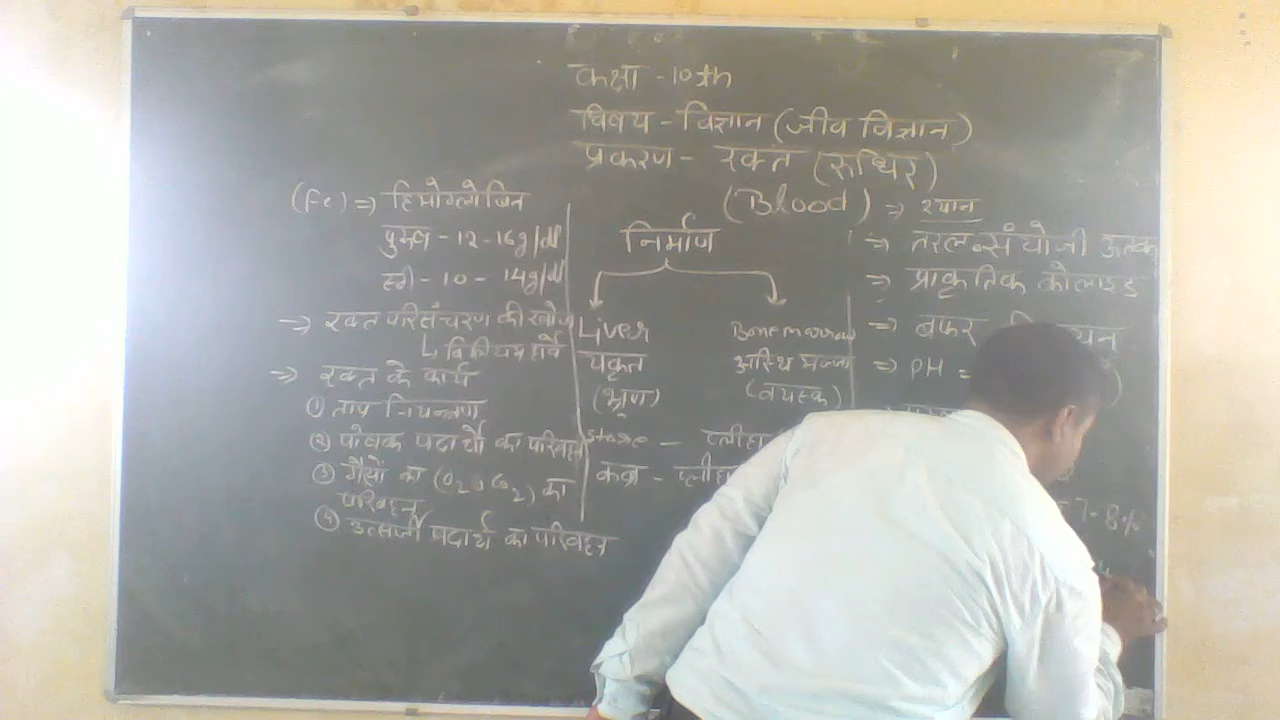 कक्षा - 10th
विषय - विज्ञान (जीव विज्ञान)
प्रकरण - रक्त (रूधिर)
(Blood)
(Fe) => हिमोग्लोबिन
पुरूष - 12 - 16g/dl
स्त्री - 10 - 14g/dl
=> रक्त परिसंचरण की खोज
↳ विलियम हार्वे
=> रक्त के कार्य
① ताप नियन्त्रण
② पोषक पदार्थो का परिवहन
③ गैसों का (O2, CO2) का
परिवहन
④ उत्सर्जी पदार्थ का परिवहन
निर्माण
Liver
यकृत
(भ्रूण)
Bonemarrow
अस्थि मज्जा
(वयस्क)
Store - प्लीहा
कब्र - प्लीहा
=>
=> तरल संयोजी ऊतक
=> प्राकृतिक कोलाइड
=> बफर
=> PH =
= 7-8%